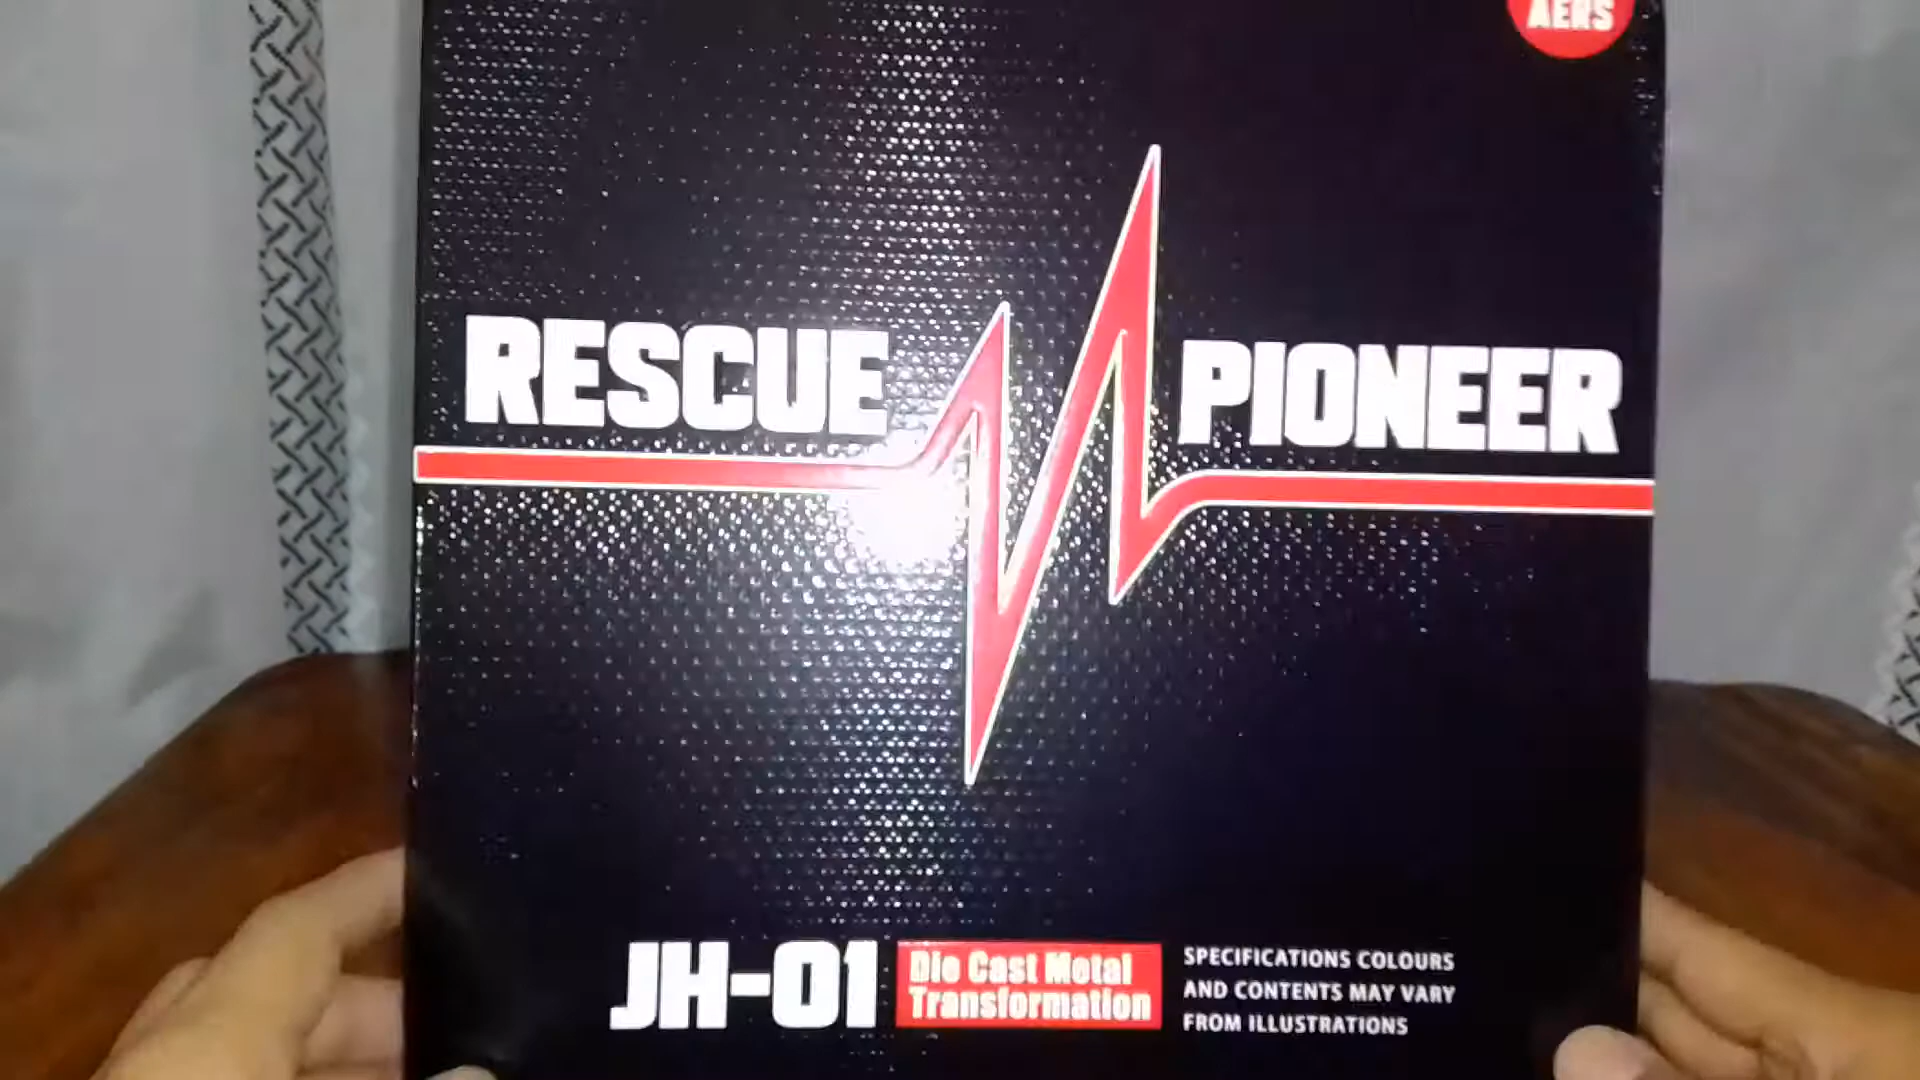 AERS
RESCUE PIONEER
JH-01
Die Cast Metal
Transformation
SPECIFICATIONS COLOURS
AND CONTENTS MAY VARY
FROM ILLUSTRATIONS